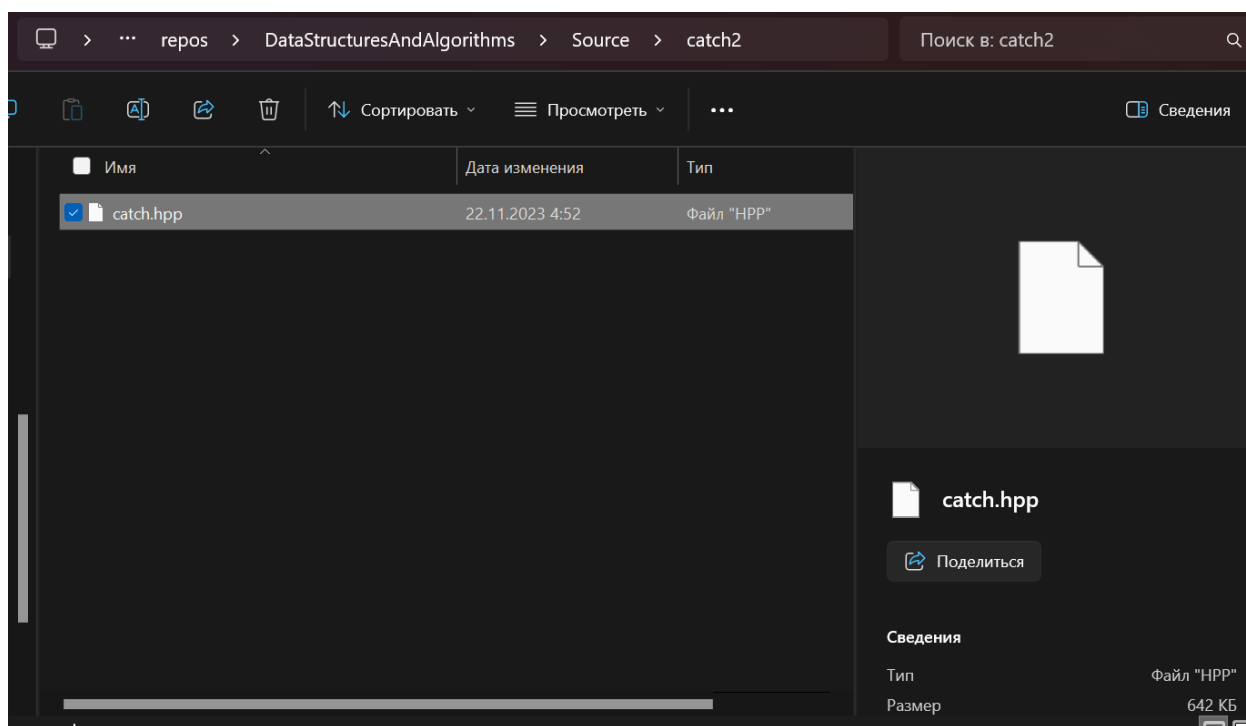 repos > DataStructuresAndAlgorithms > Source > catch2
Поиск в: catch2
Сортировать
Просмотреть
Сведения
Имя
Дата изменения
Тип
catch.hpp
22.11.2023 4:52
Файл "HPP"
catch.hpp
Поделиться
Сведения
Тип
Файл "HPP"
Размер
642 КБ